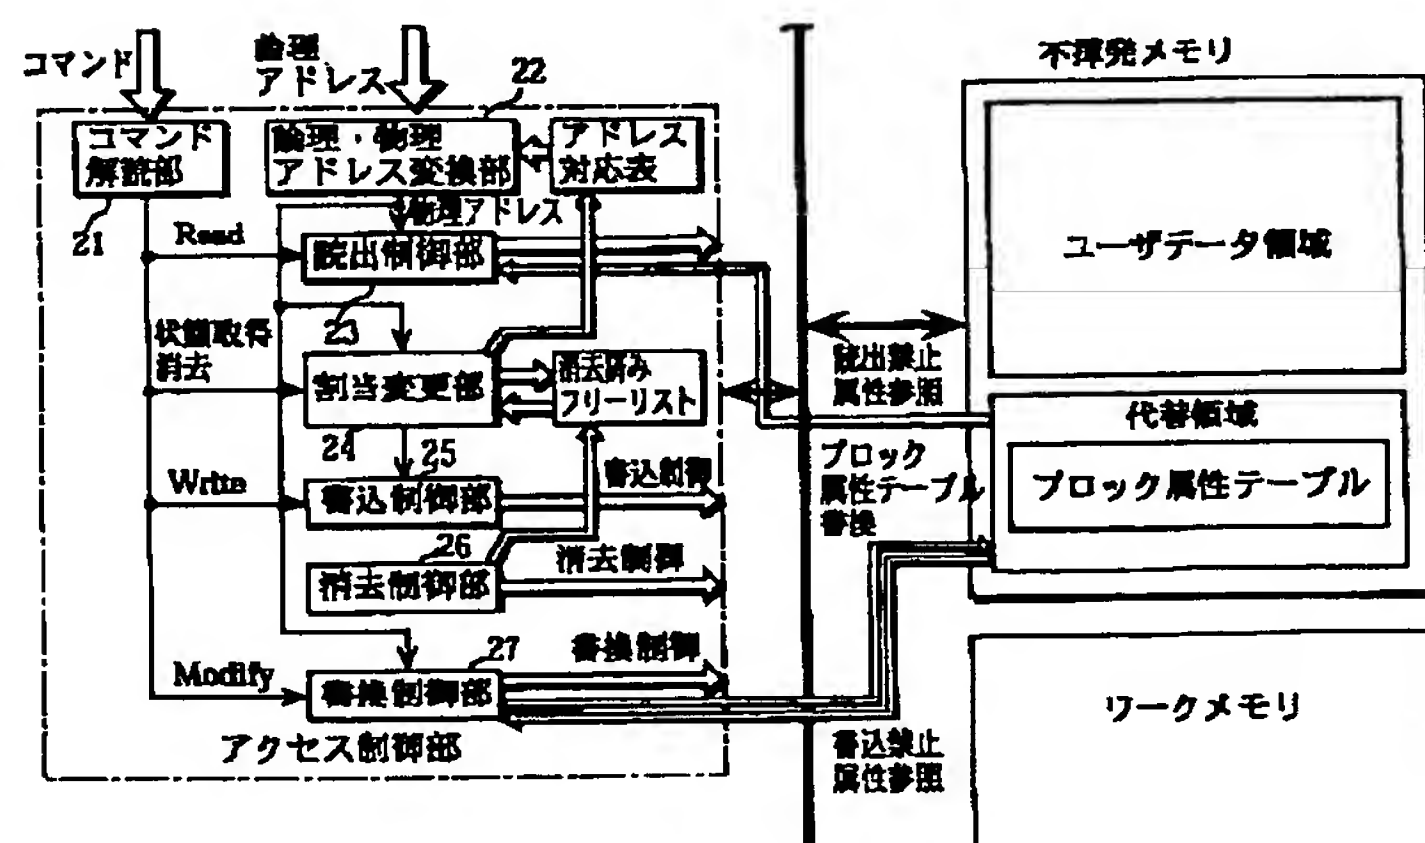 コマンド
論理
アドレス
22
不揮発メモリ
コマンド
解読部
論理・物理
アドレス変換部
アドレス
対応表
21
物理アドレス
Read
読出制御部
23
ユーザデータ領域
状態取得
消去
割当変更部
24
消去済み
フリーリスト
読出禁止
属性参照
代替領域
ブロック属性テーブル
ブロック
属性テーブル
書換
25
Write
書込制御部
書込制御
26
消去制御部
消去制御
27
Modify
書換制御部
書換制御
アクセス制御部
書込禁止
属性参照
ワークメモリ